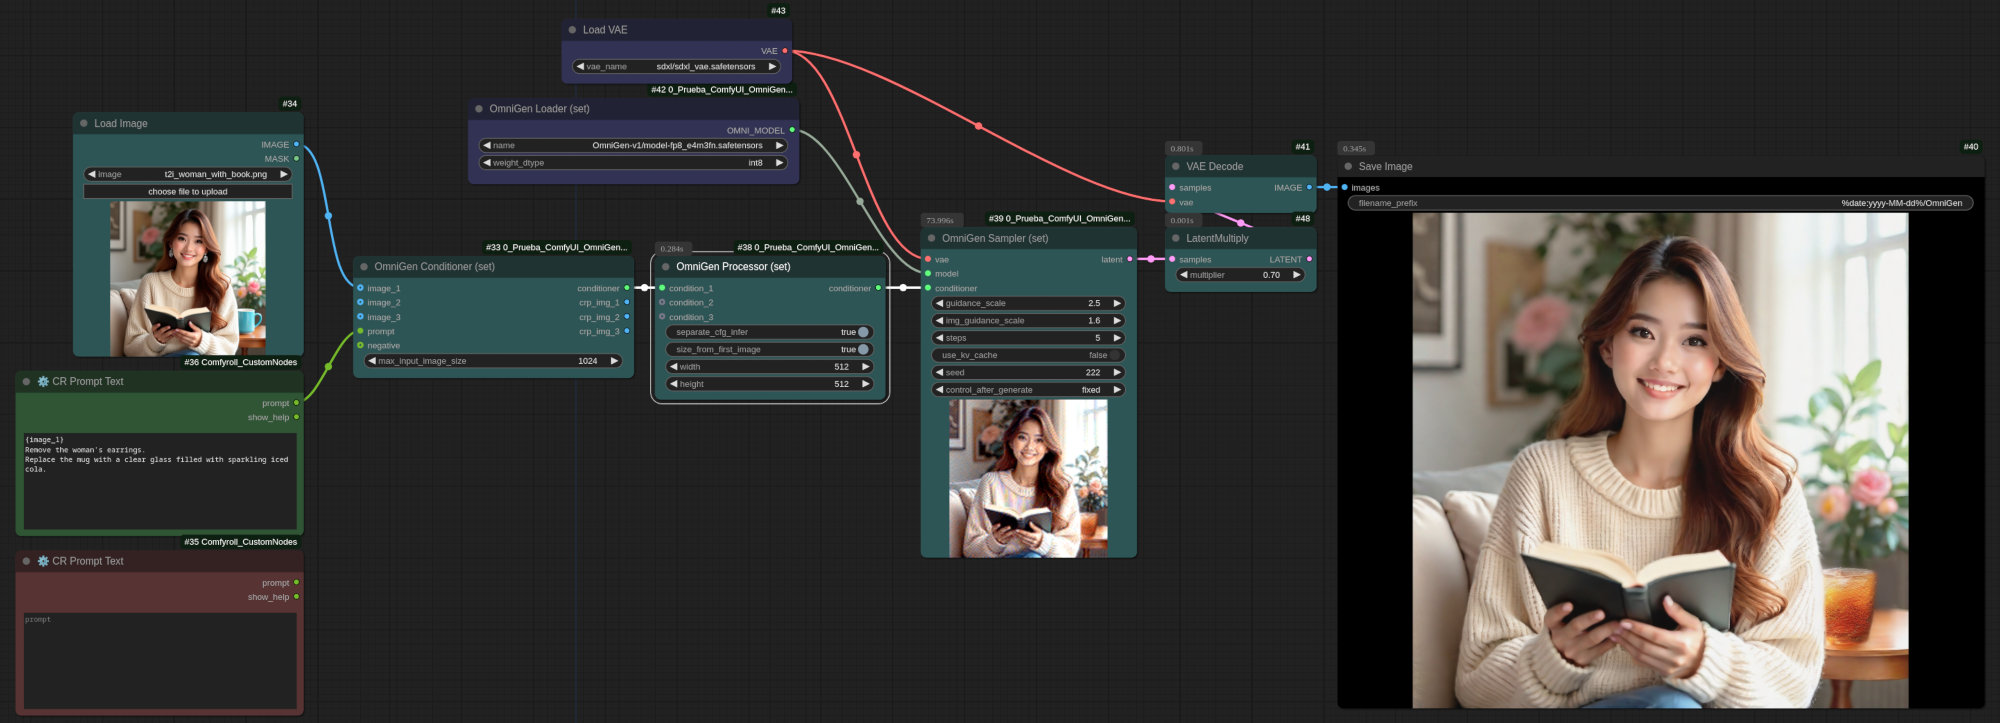 #43
Load VAE
VAE
vae_name sdxl/sdxl_vae.safetensors
#42 0_Prueba_ComfyUI_OmniGen...
OmniGen Loader (set)
OMNI_MODEL
name OmniGen-v1/model-fp8_e4m3fn.safetensors
weight_dtype int8
#34
Load Image
IMAGE
MASK
image t2i_woman_with_book.png
choose file to upload
#36 Comfyroll_CustomNodes
CR Prompt Text
prompt
show_help
{image_1}
Remove the woman's earrings.
Replace the mug with a clear glass filled with sparkling iced
cola.
#35 Comfyroll_CustomNodes
CR Prompt Text
prompt
show_help
prompt
#33 0_Prueba_ComfyUI_OmniGen...
OmniGen Conditioner (set)
image_1 conditioner
image_2 crp_img_1
image_3 crp_img_2
prompt crp_img_3
negative
max_input_image_size 1024
0.284s
#38 0_Prueba_ComfyUI_OmniGen...
OmniGen Processor (set)
condition_1 conditioner
condition_2
condition_3
separate_cfg_infer true
size_from_first_image true
width 512
height 512
73.996s
#39 0_Prueba_ComfyUI_OmniGen...
OmniGen Sampler (set)
vae latent
model
conditioner
guidance_scale 2.5
img_guidance_scale 1.6
steps 5
use_kv_cache false
seed 222
control_after_generate fixed
0.801s
#41
VAE Decode
samples IMAGE
vae
0.001s
#48
LatentMultiply
samples LATENT
multiplier 0.70
0.345s
#40
Save Image
images
filename_prefix %date:yyyy-MM-dd%/OmniGen